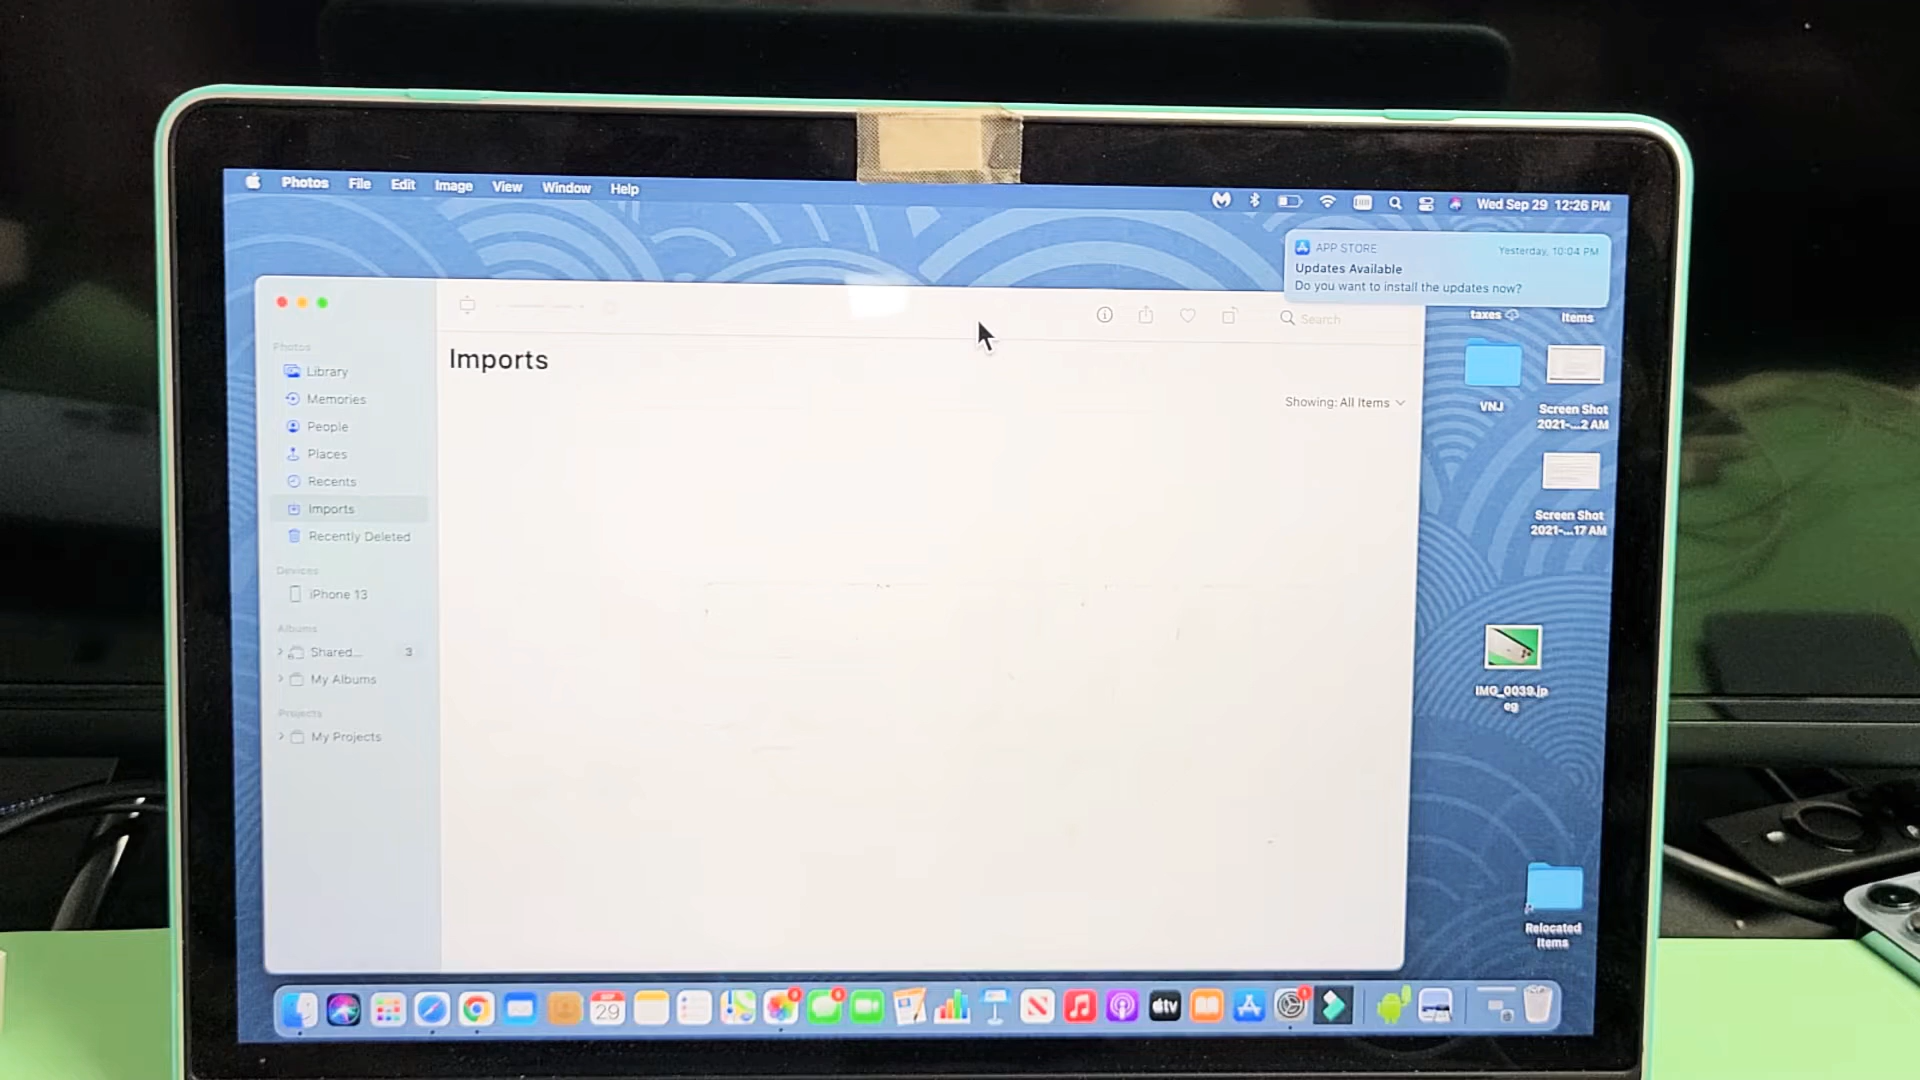 Photos File Edit Image View Window Help
Wed Sep 29 12:26 PM
APP STORE Yesterday, 10:04 PM
Updates Available
Do you want to install the updates now?
Search
Photos
Library
Memories
People
Places
Recents
Imports
Recently Deleted
Devices
iPhone 13
Albums
Shared... 3
My Albums
Projects
My Projects
Imports
Showing: All Items
taxes
Items
VNJ
Screen Shot
2021-...2 AM
Screen Shot
2021-...17 AM
IMG_0039.jp
eg
Relocated
Items
SEP
29
tv